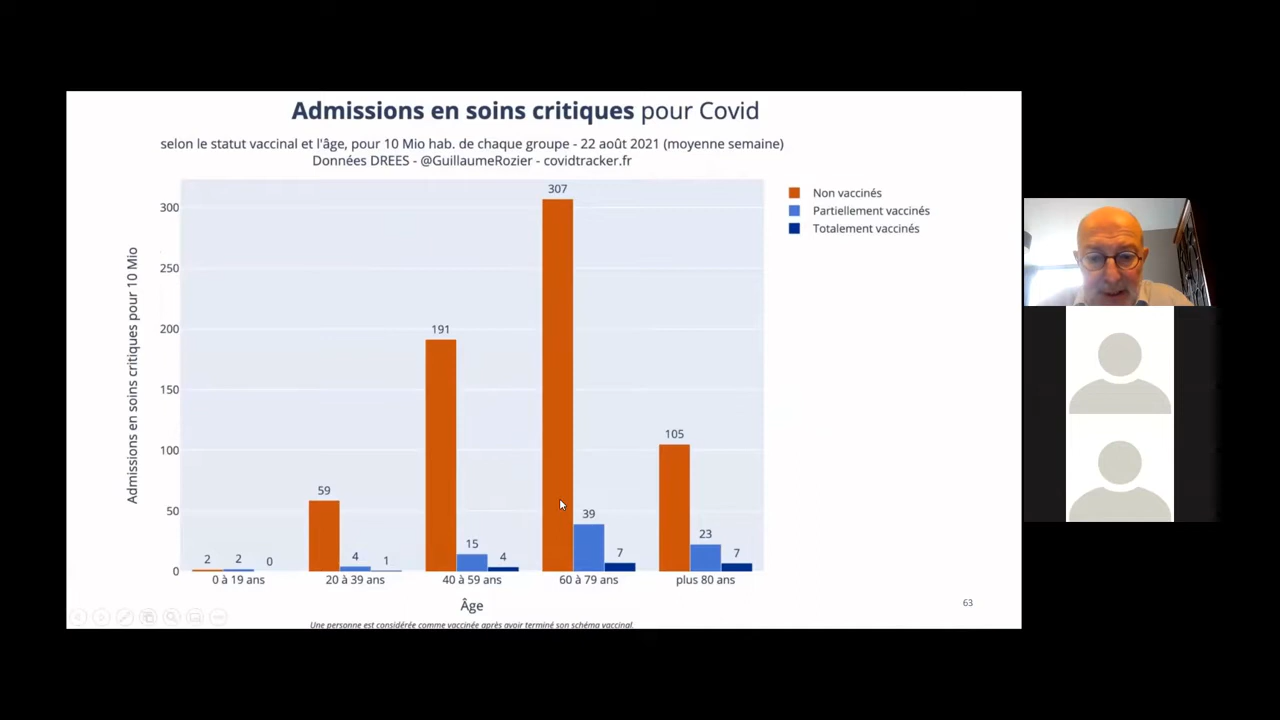 Admissions en soins critiques pour Covid
selon le statut vaccinal et l'âge, pour 10 Mio hab. de chaque groupe - 22 août 2021 (moyenne semaine)
Données DREES - @GuillaumeRozier - covidtracker.fr
Non vaccinés
Partiellement vaccinés
Totalement vaccinés
Admissions en soins critiques pour 10 Mio
300
250
200
150
100
50
0
2
2
0
59
4
1
191
15
4
307
39
7
105
23
7
0 à 19 ans
20 à 39 ans
40 à 59 ans
60 à 79 ans
plus 80 ans
Âge
Une personne est considérée comme vaccinée après avoir terminé son schéma vaccinal.
63